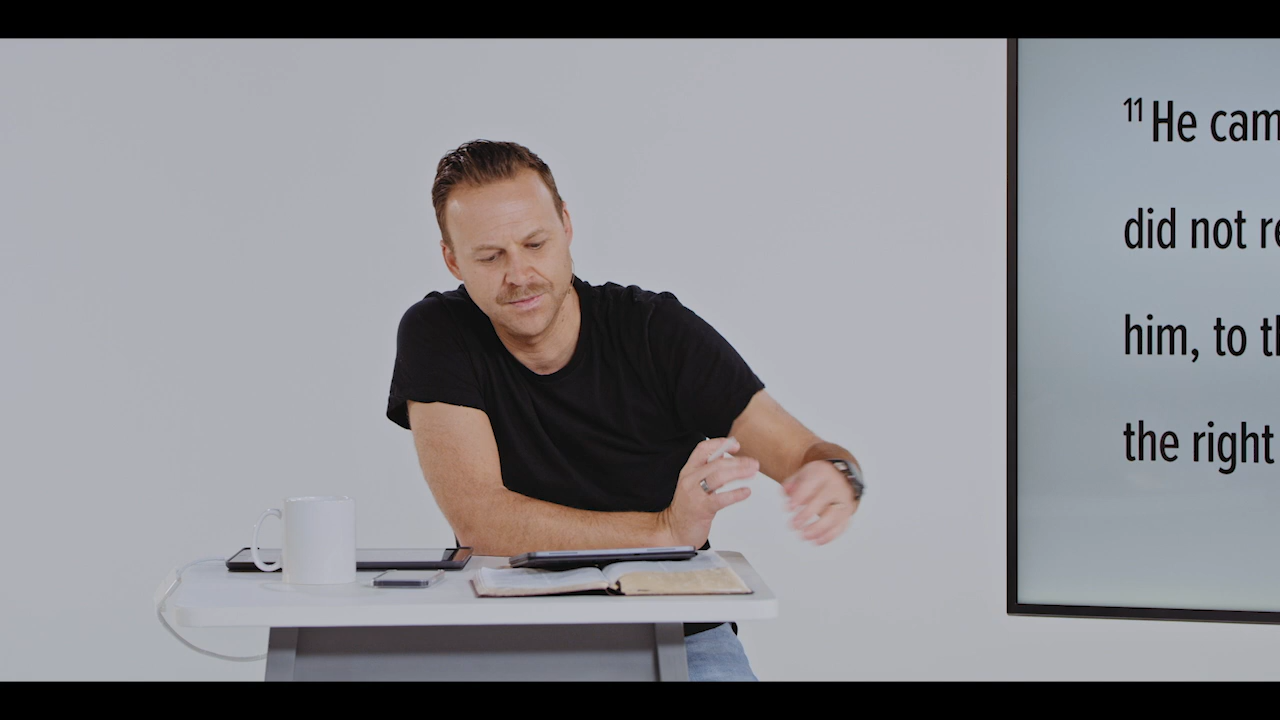 11 He cam
did not re
him, to th
the right